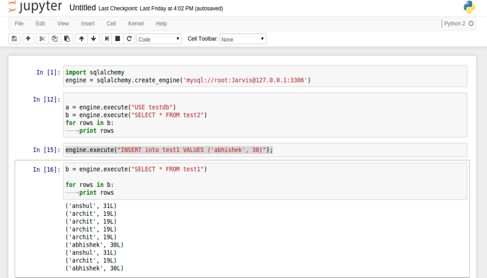 jupyter Untitled Last Checkpoint: Last Friday at 4:02 PM (autosaved)
File Edit View Insert Cell Kernel Help Python 2
Code Cell Toolbar: None
In [1]: import sqlalchemy
engine = sqlalchemy.create_engine('mysql://root:Jarvis@127.0.0.1:3306')
In [12]:
a = engine.execute("USE testdb")
b = engine.execute("SELECT * FROM test2")
for rows in b:
print rows
In [15]: engine.execute("INSERT into test1 VALUES ('abhishek', 30)");
In [16]: b = engine.execute("SELECT * FROM test1")
for rows in b:
print rows
('anshul', 31L)
('archit', 19L)
('archit', 19L)
('archit', 19L)
('archit', 19L)
('abhishek', 30L)
('anshul', 31L)
('archit', 19L)
('abhishek', 30L)